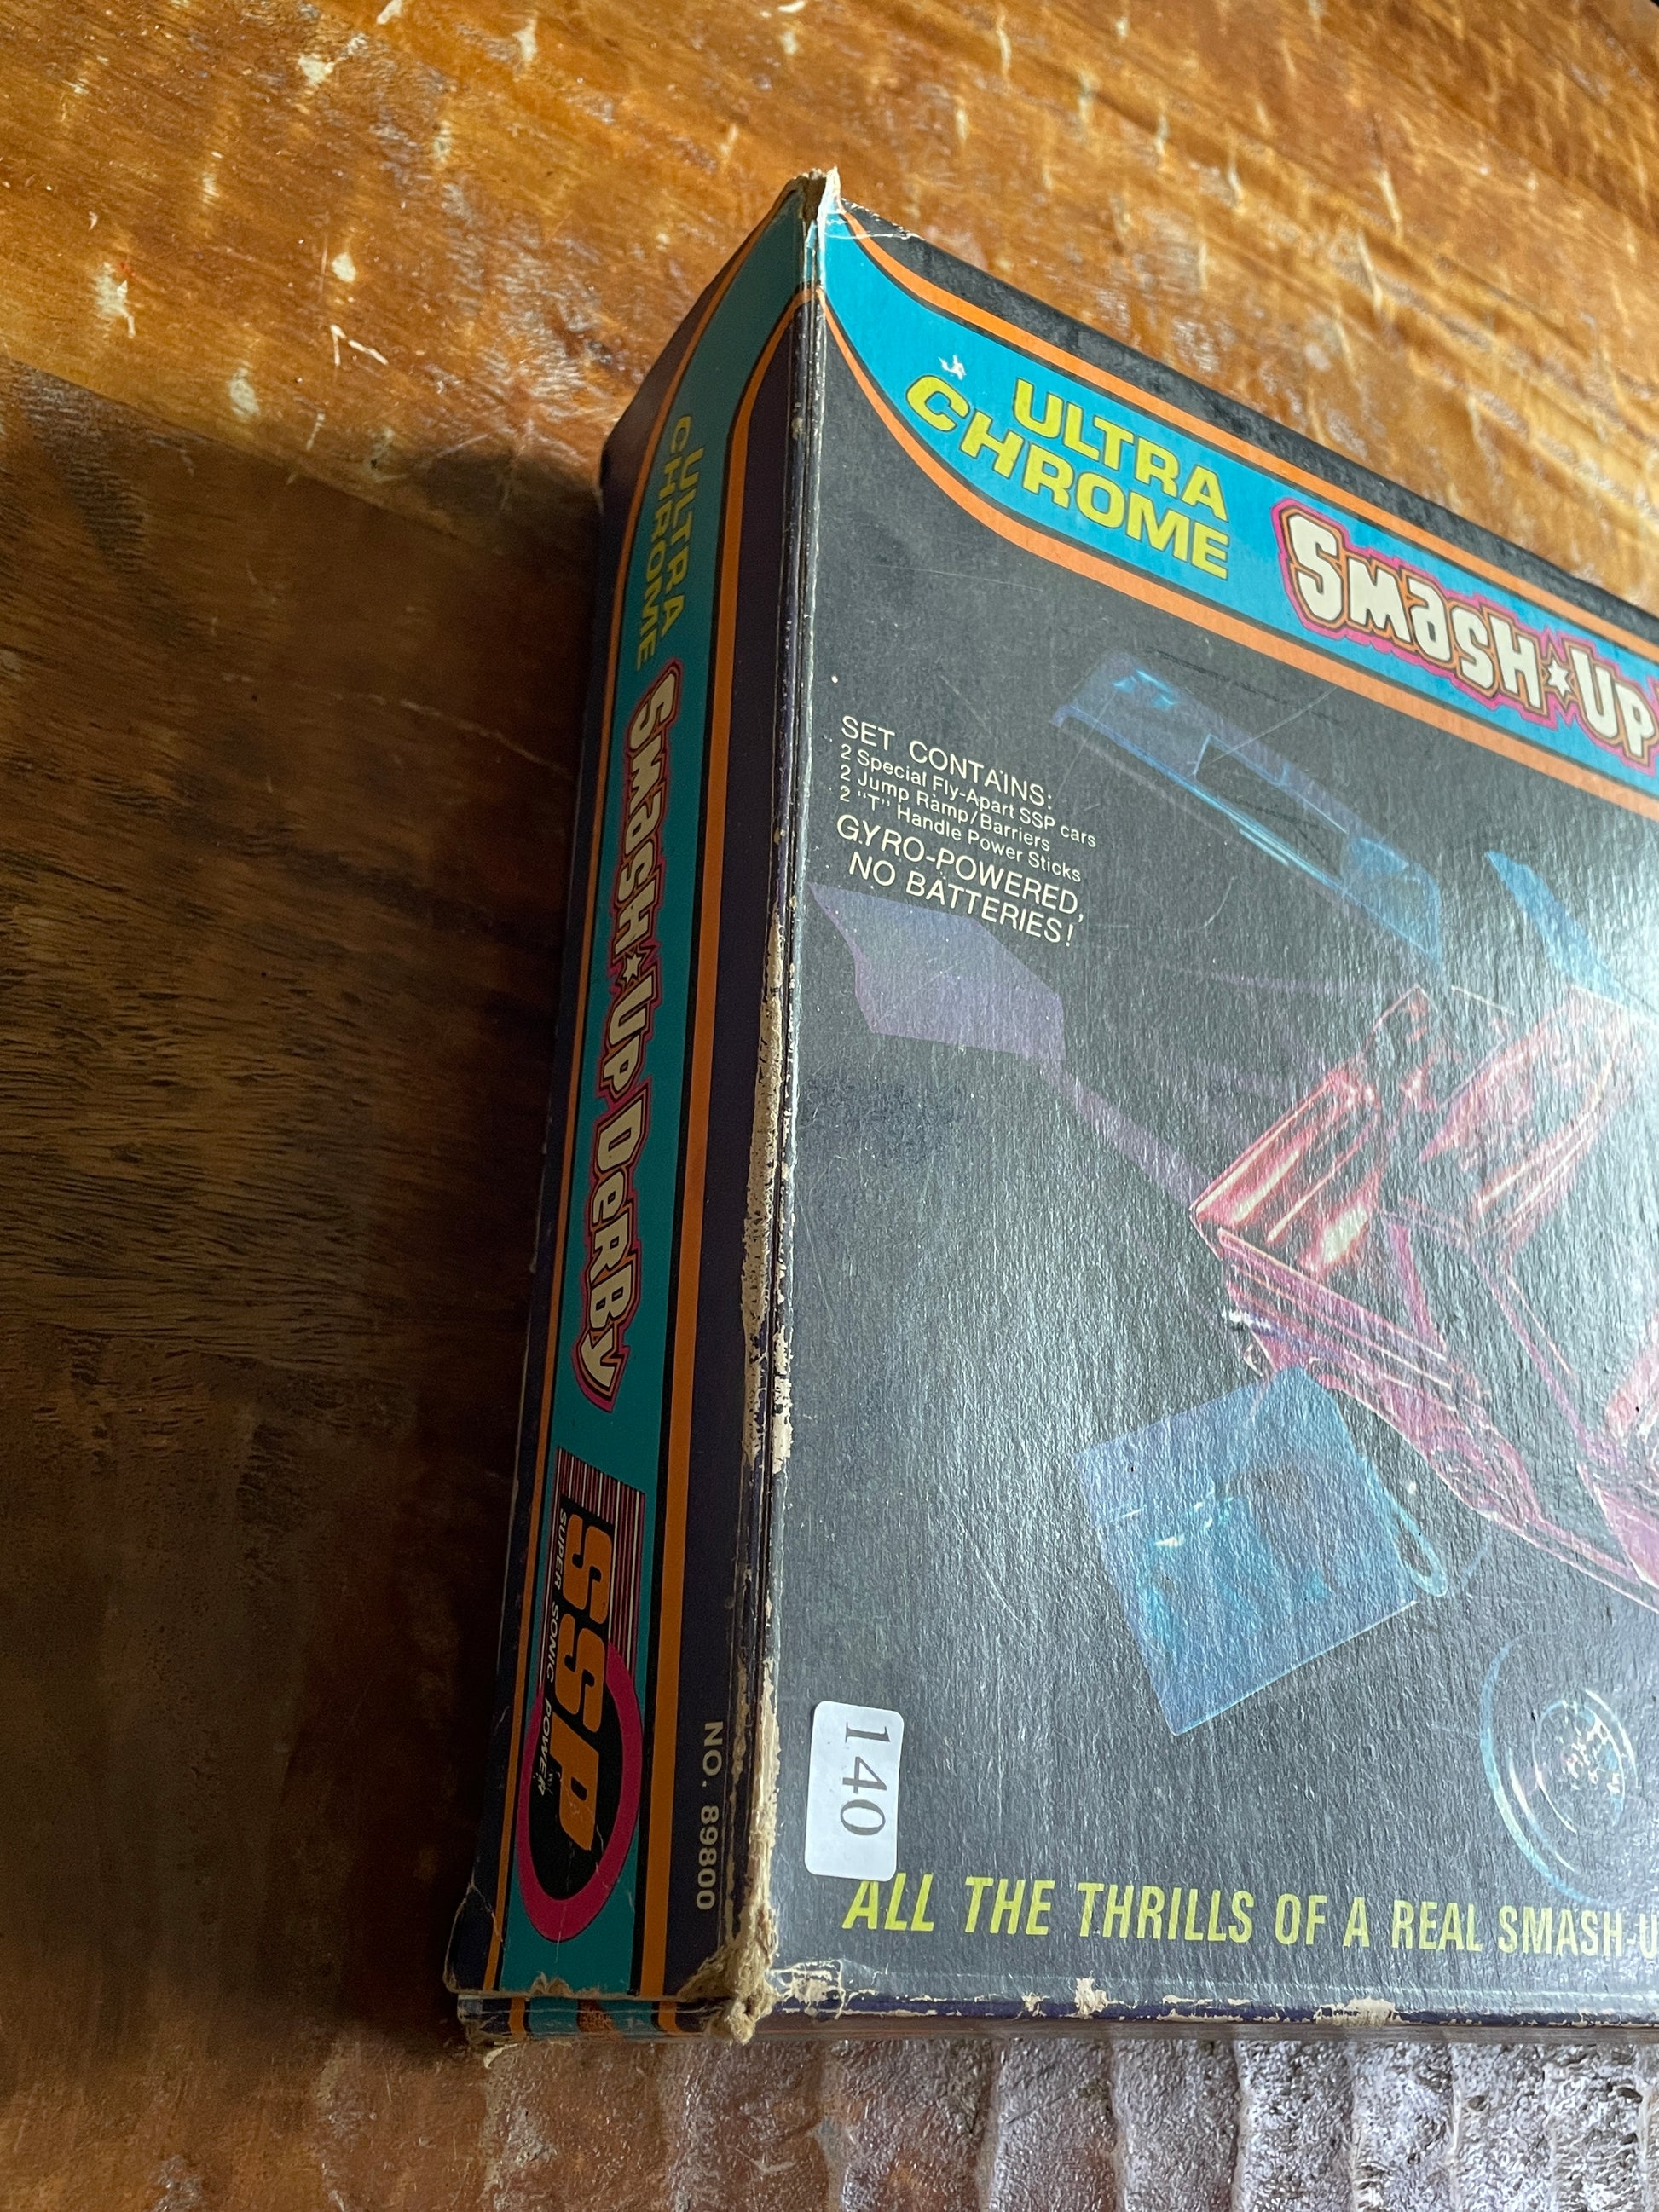 ULTRA
CHROME
SMASH☆UP
SET CONTAINS:
2 Special Fly-Apart SSP cars
2 Jump Ramp/Barriers
2 "T" Handle Power Sticks
GYRO-POWERED,
NO BATTERIES!
140
ALL THE THRILLS OF A REAL SMASH-U
ULTRA
CHROME
SMASH☆UP DERBY
SSP
SUPER SONIC POWER
NO. 89800